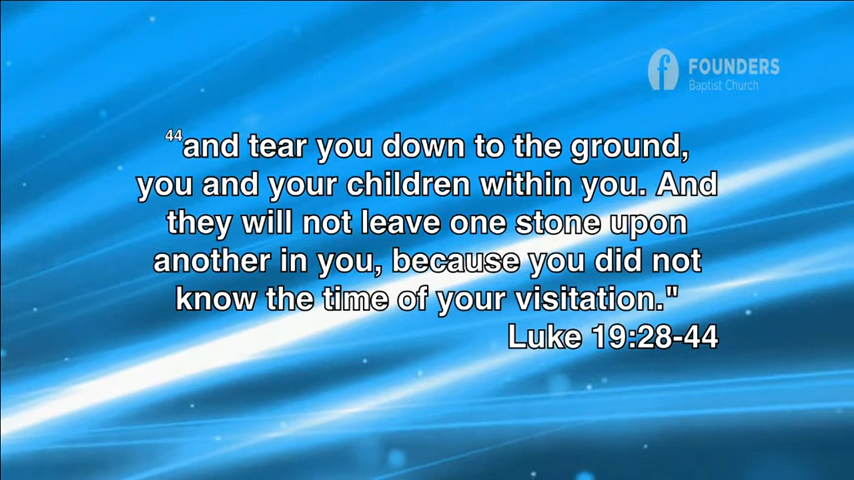 FOUNDERS
Baptist Church
44and tear you down to the ground,
you and your children within you. And
they will not leave one stone upon
another in you, because you did not
know the time of your visitation."
Luke 19:28-44